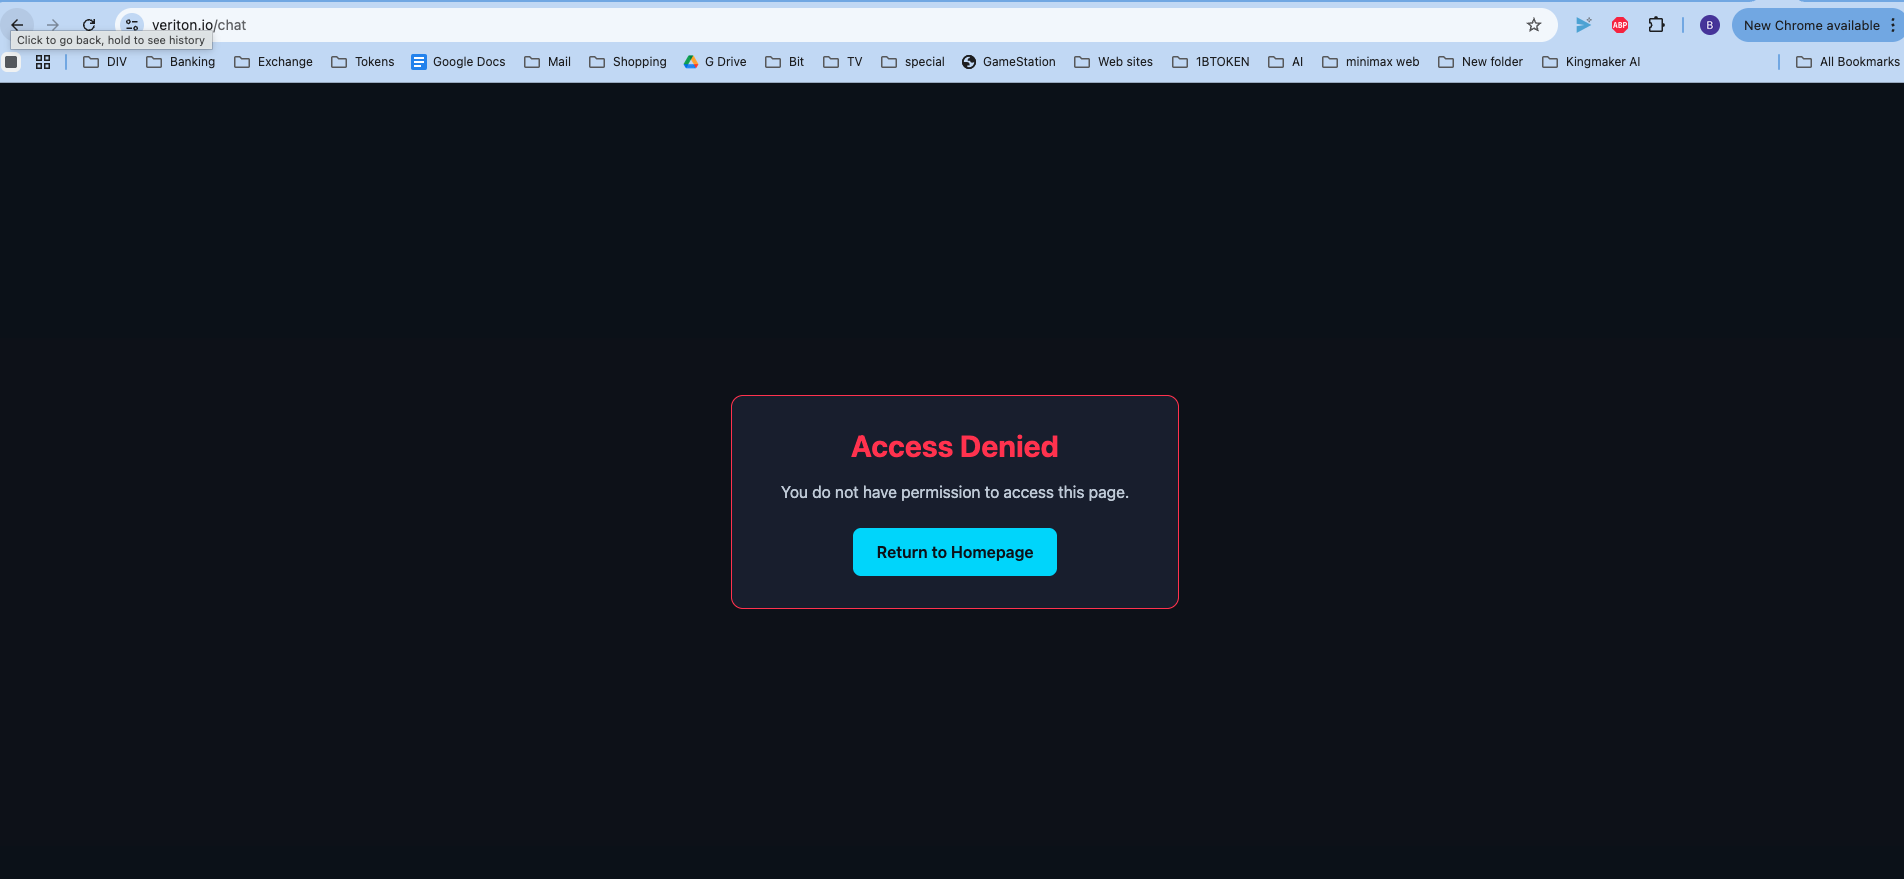 veriton.io/chat
New Chrome available
Click to go back, hold to see history
DIV
Banking
Exchange
Tokens
Google Docs
Mail
Shopping
G Drive
Bit
TV
special
GameStation
Web sites
1BTOKEN
AI
minimax web
New folder
Kingmaker AI
All Bookmarks
ABP
B
Access Denied
You do not have permission to access this page.
Return to Homepage